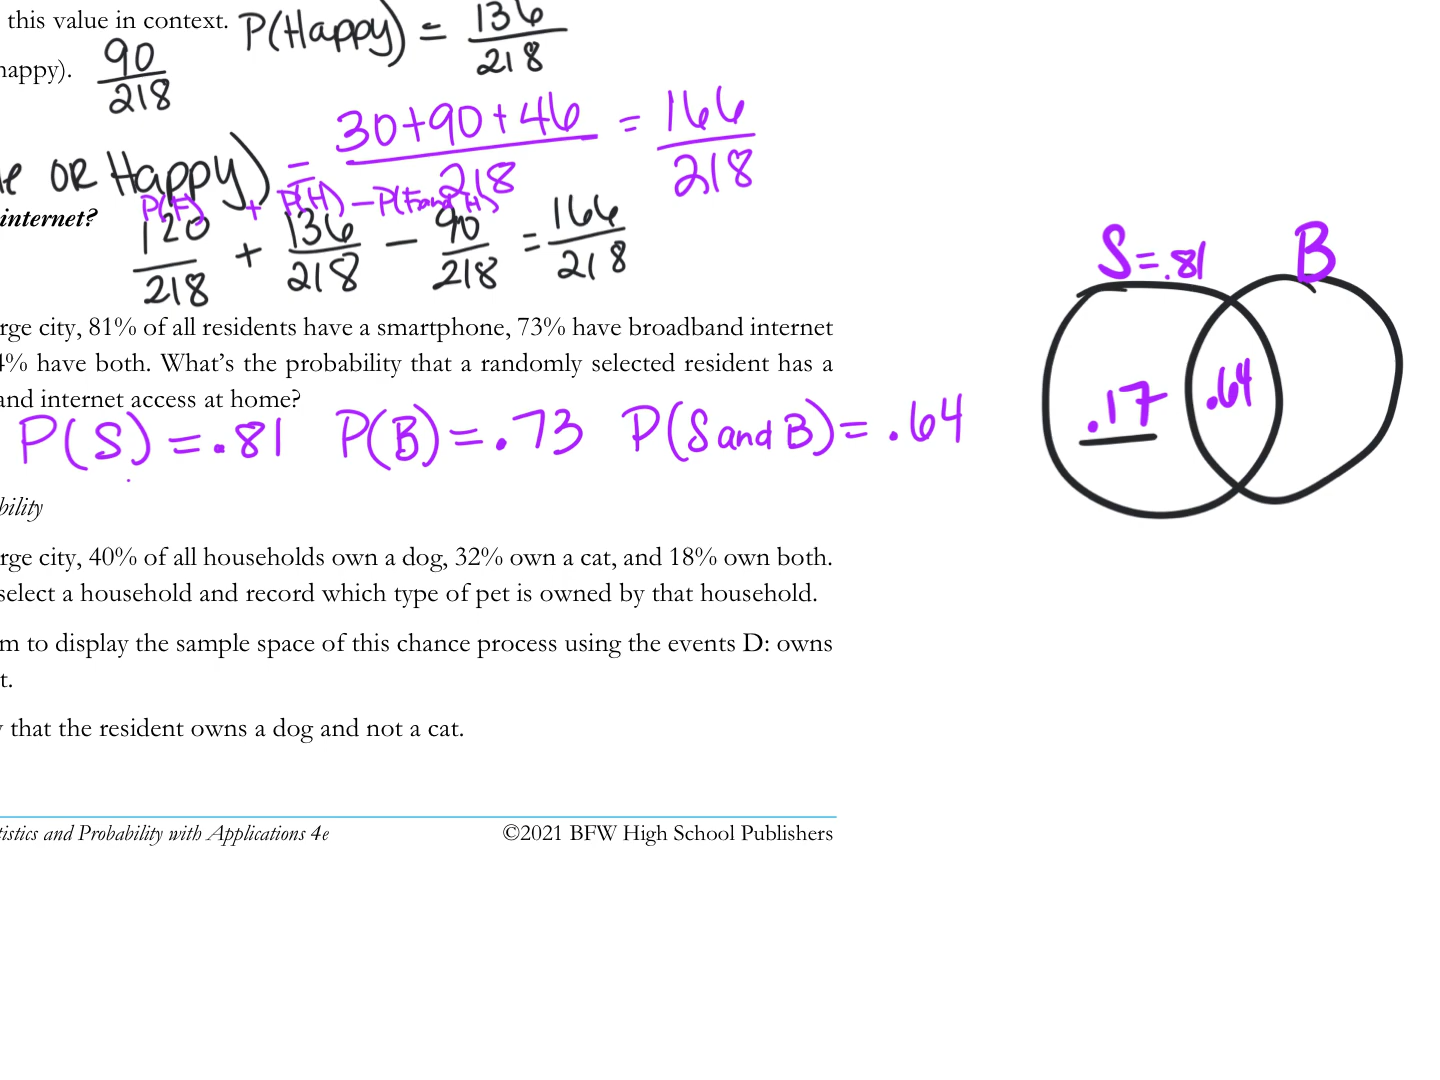 this value in context. P(Happy) = 136/218
happy). 90/218
30+90+46/218 = 166/218
OR Happy) =
P(F) + P(H) - P(F and H)
internet? 120/218 + 136/218 - 90/218 = 166/218
S=.81 B
rge city, 81% of all residents have a smartphone, 73% have broadband internet
4% have both. What's the probability that a randomly selected resident has a
and internet access at home?
.17 .64
P(S) = .81 P(B) = .73 P(S and B) = .64
bility
rge city, 40% of all households own a dog, 32% own a cat, and 18% own both.
select a household and record which type of pet is owned by that household.
m to display the sample space of this chance process using the events D: owns
t.
that the resident owns a dog and not a cat.
tistics and Probability with Applications 4e ©2021 BFW High School Publishers